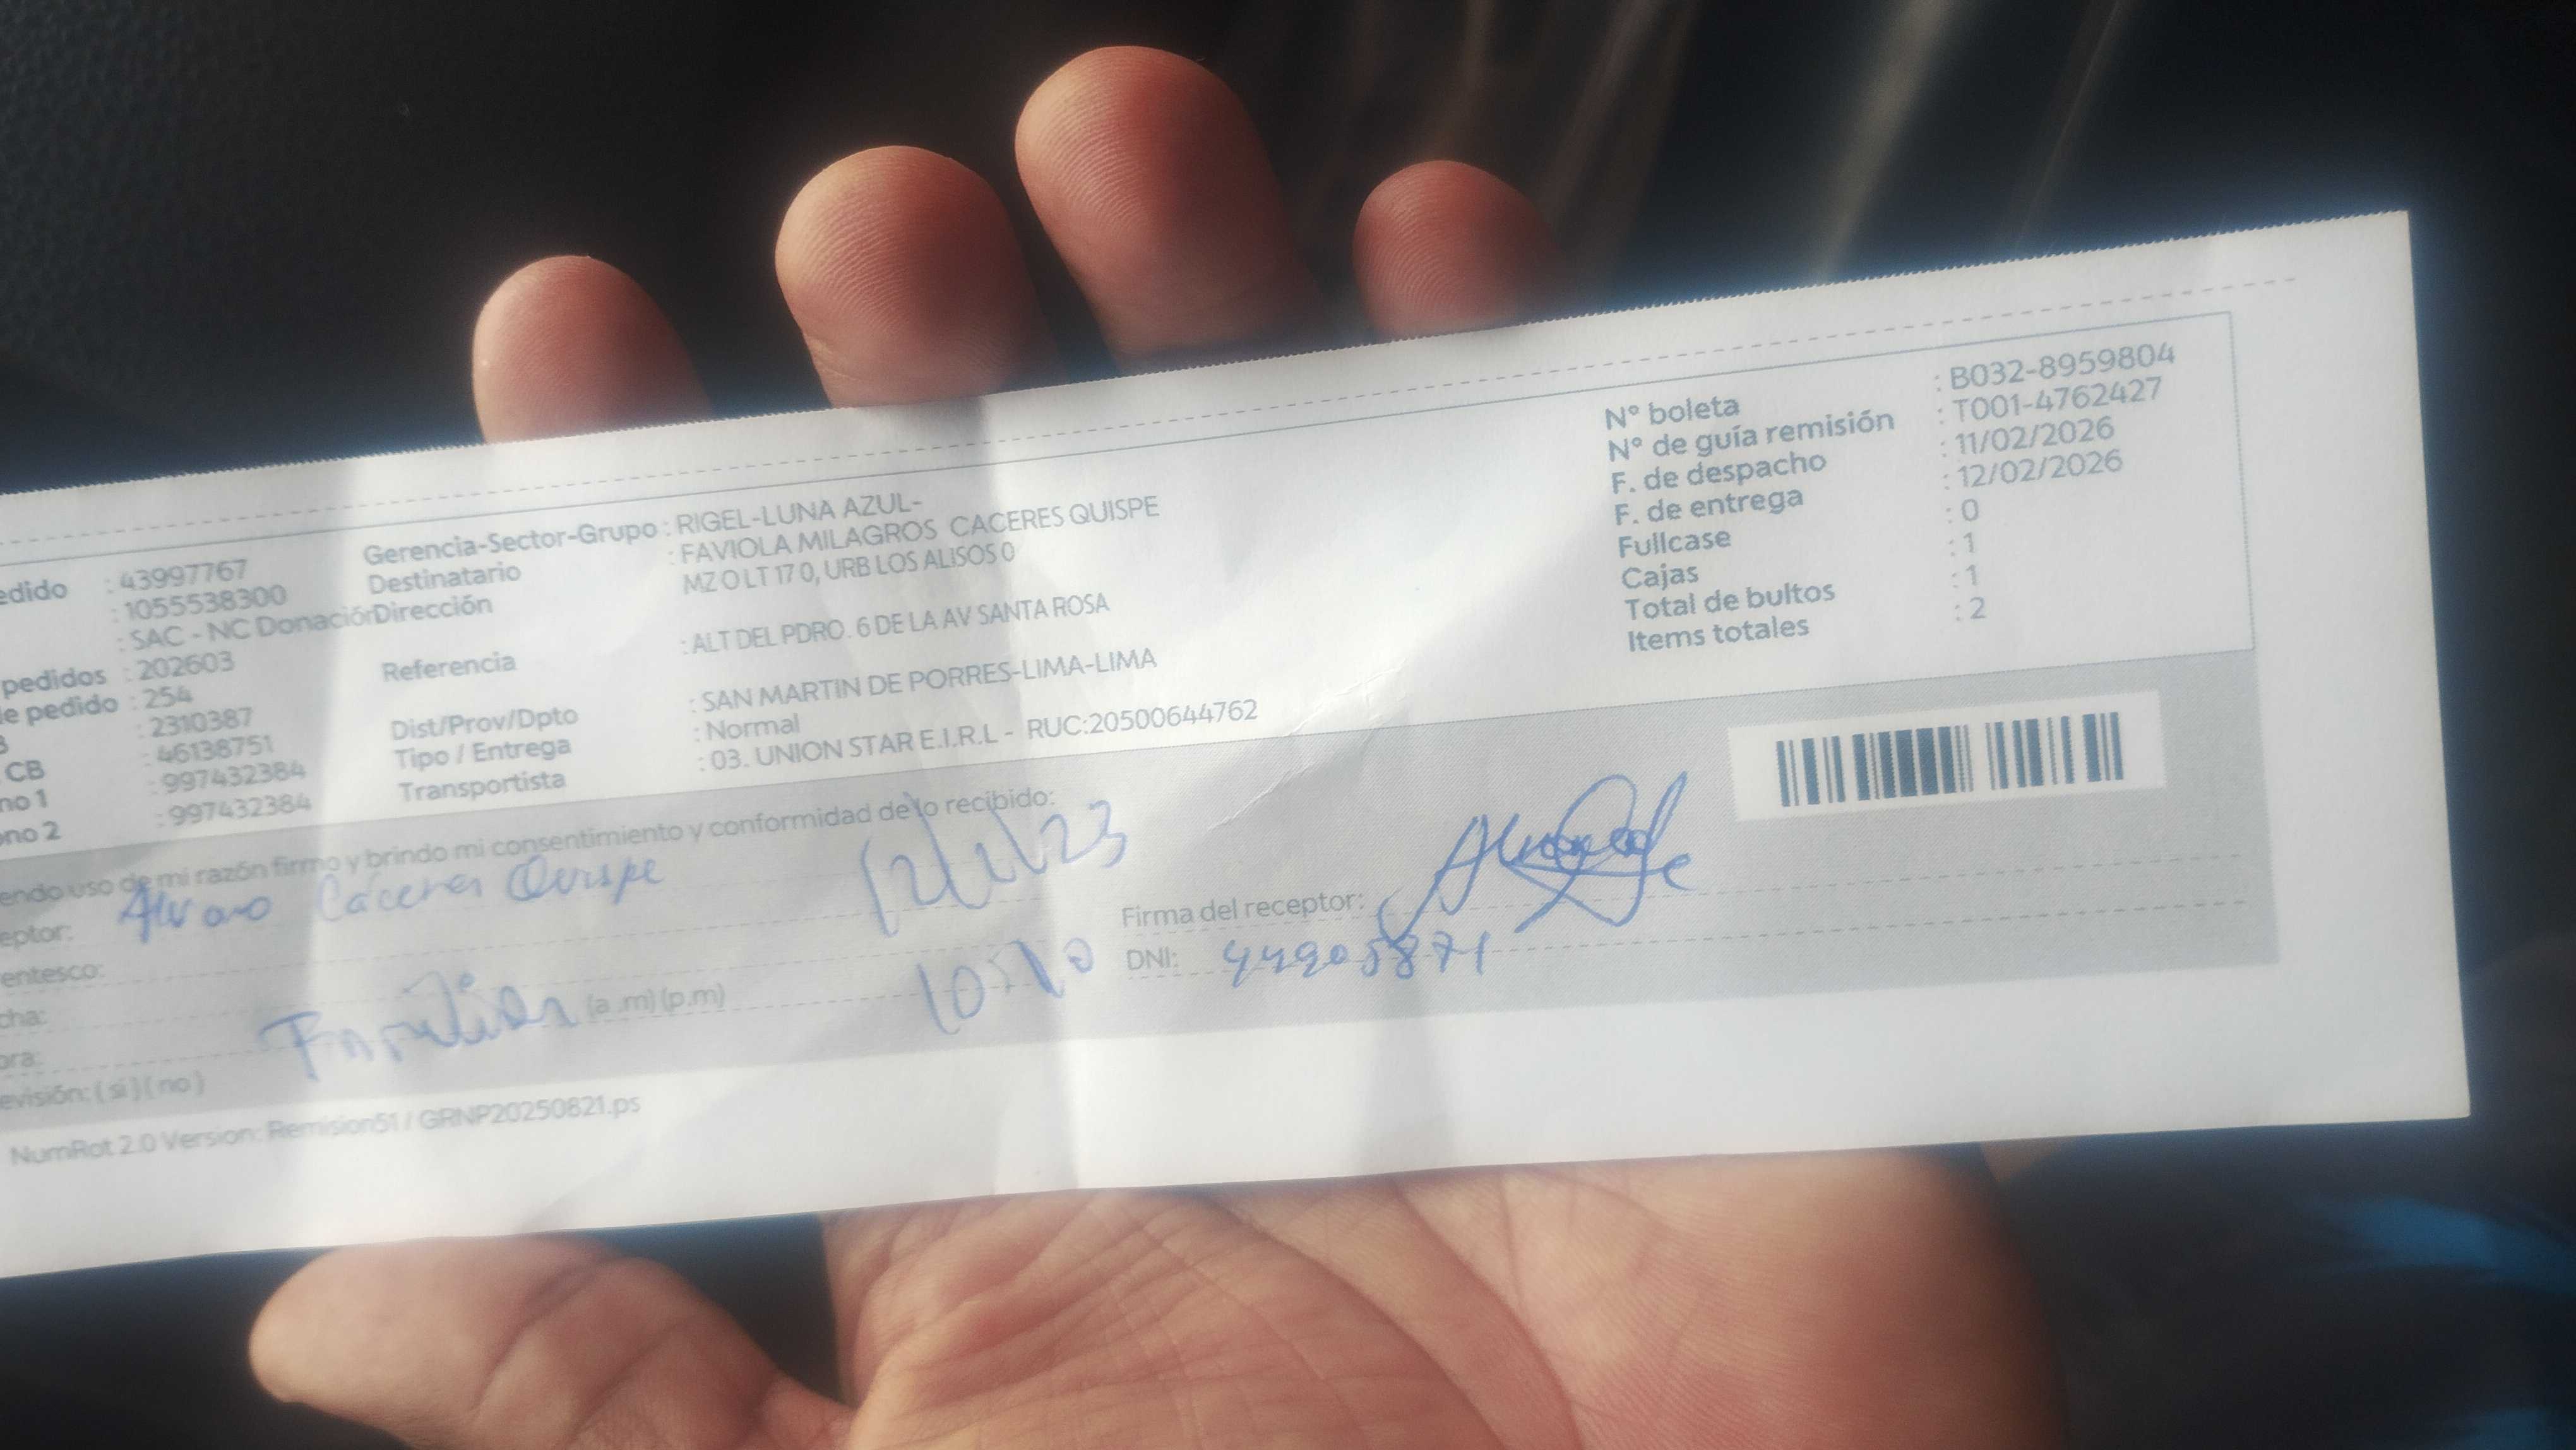 Nº boleta : B032-8959804
Nº de guía remisión : T001-4762427
F. de despacho : 11/02/2026
F. de entrega : 12/02/2026
Fullcase : 0
Cajas : 1
Total de bultos : 1
Items totales : 2
Gerencia-Sector-Grupo : RIGEL-LUNA AZUL-
Destinatario : FAVIOLA MILAGROS CACERES QUISPE
Dirección MZ O LT 17 0, URB LOS ALISOS 0
Referencia : ALT DEL PDRO. 6 DE LA AV SANTA ROSA
Dist/Prov/Dpto : SAN MARTIN DE PORRES-LIMA-LIMA
Tipo / Entrega : Normal
Transportista : 03. UNION STAR E.I.R.L - RUC:20500644762
edido : 43997767
: 1055538300
: SAC - NC Donación
pedidos : 202603
le pedido : 254
: 2310387
CB : 46138751
no 1 : 997432384
ono 2 : 997432384
endo uso de mi razón firmo y brindo mi consentimiento y conformidad de lo recibido:
eptor: Alvaro Cáceres Quispe
Firma del receptor:
entesco:
DNI: 44905871
cha:
Familiar (a .m) (p.m)
ora:
evisión: ( si ) ( no )
NumRot 2.0 Version: Remision51 / GRNP20250821.ps